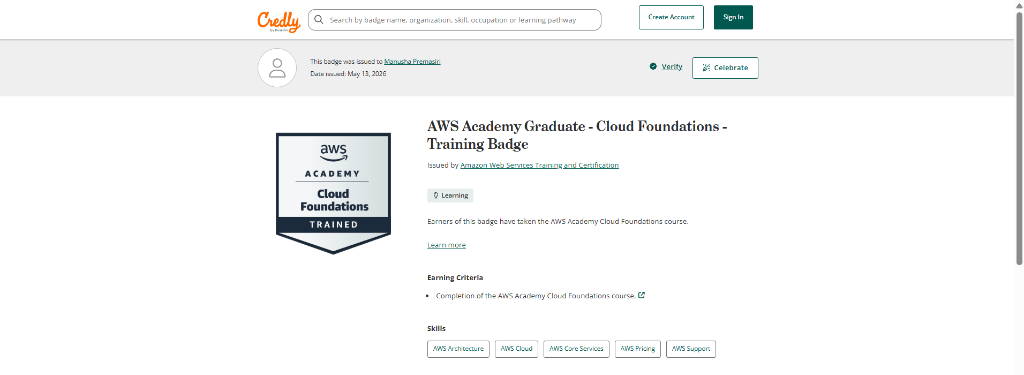 Credly
by Pearson
Search by badge name, organization, skill, occupation or learning pathway
Create Account
Sign In
This badge was issued to Manusha Premasiri
Date issued: May 13, 2026
Verify
Celebrate
aws
ACADEMY
Cloud
Foundations
TRAINED
AWS Academy Graduate - Cloud Foundations -
Training Badge
Issued by Amazon Web Services Training and Certification
Learning
Earners of this badge have taken the AWS Academy Cloud Foundations course.
Learn more
Earning Criteria
Completion of the AWS Academy Cloud Foundations course.
Skills
AWS Architecture
AWS Cloud
AWS Core Services
AWS Pricing
AWS Support